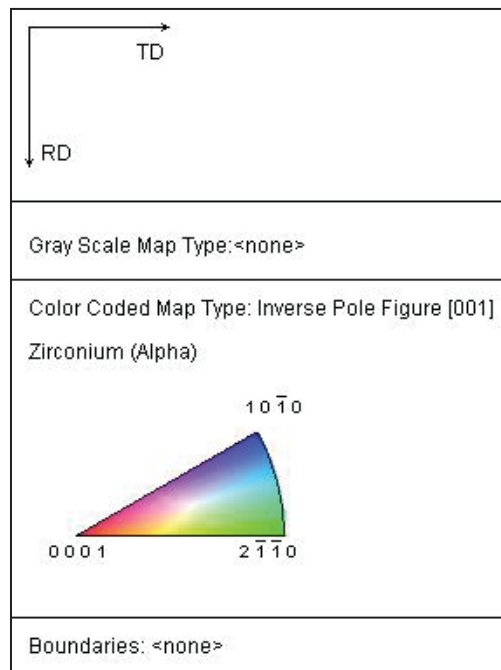 TD
RD
Gray Scale Map Type:<none>
Color Coded Map Type: Inverse Pole Figure [001]
Zirconium (Alpha)
1 0 1̅ 0
0 0 0 1
2 1̅ 1̅ 0
Boundaries: <none>